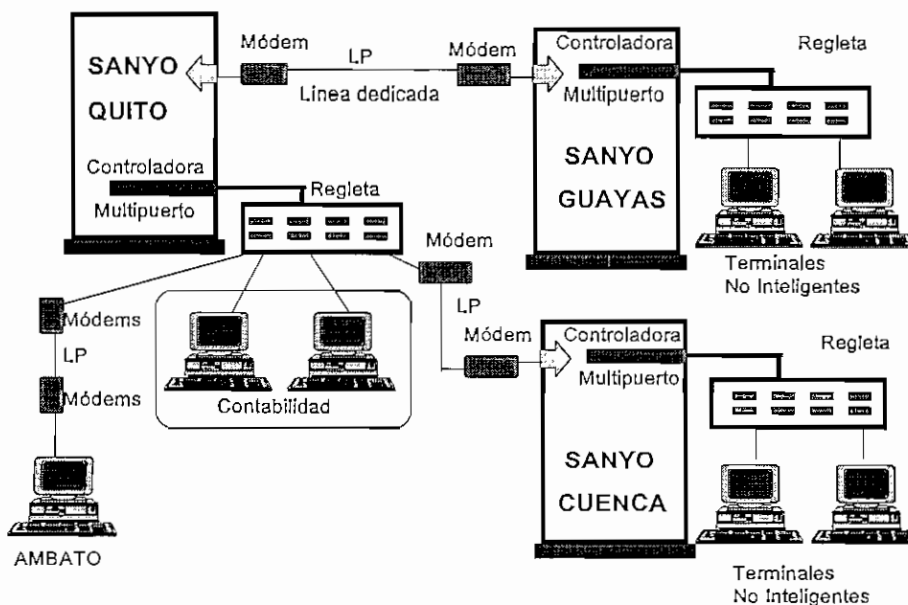 Módem
LP
Módem
Linea dedicada
SANYO
QUITO
Controladora
Multipuerto
Regleta
Controladora
Multipuerto
SANYO
GUAYAS
Regleta
Terminales
No Inteligentes
Módems
LP
Módems
AMBATO
Contabilidad
Módem
LP
Módem
Controladora
Multipuerto
SANYO
CUENCA
Regleta
Terminales
No Inteligentes